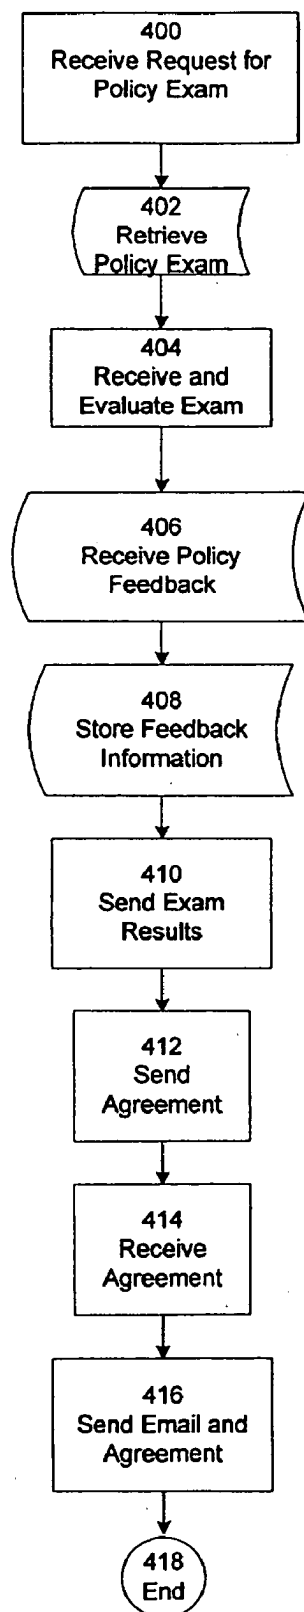 400
Receive Request for
Policy Exam
402
Retrieve
Policy Exam
404
Receive and
Evaluate Exam
406
Receive Policy
Feedback
408
Store Feedback
Information
410
Send Exam
Results
412
Send
Agreement
414
Receive
Agreement
416
Send Email and
Agreement
418
End